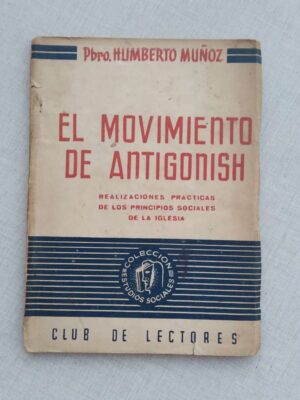 Pbro. HUMBERTO MUÑOZ
EL MOVIMIENTO
DE ANTIGONISH
REALIZACIONES PRACTICAS
DE LOS PRINCIPIOS SOCIALES
DE LA IGLESIA
COLECCION
ESTUDIOS SOCIALES
CLUB DE LECTORES